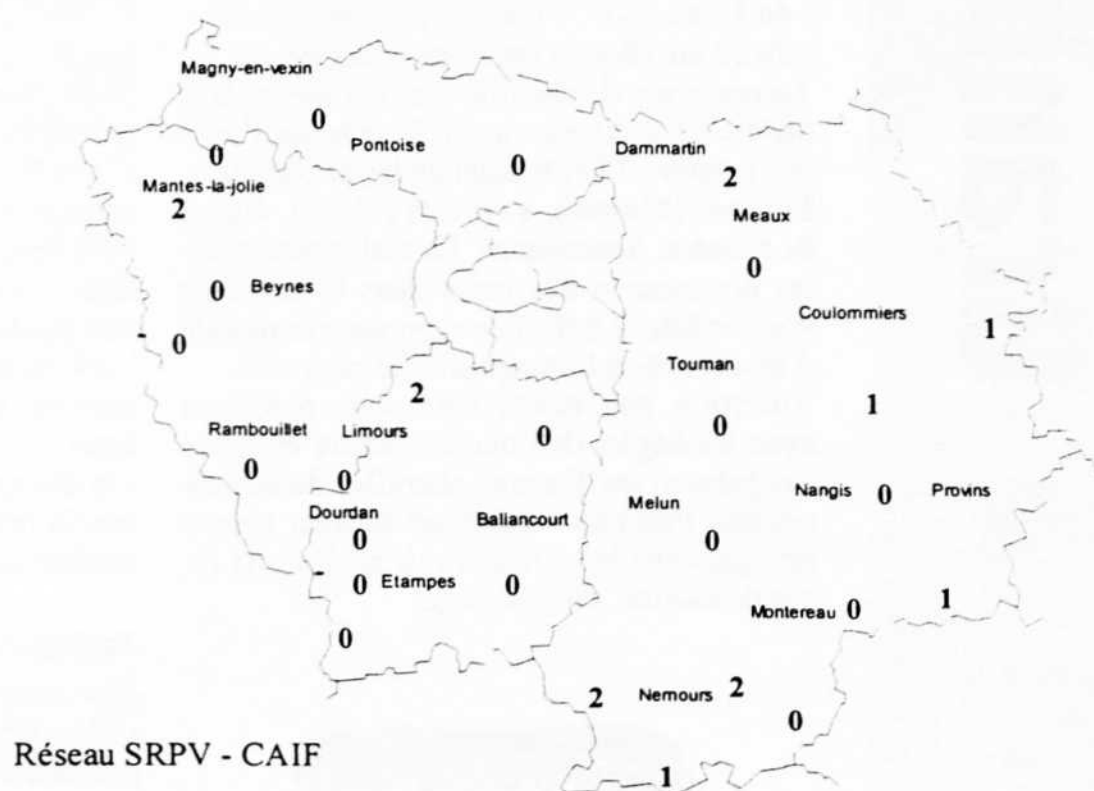 Magny-en-vexin
0
Pontoise
0
0
Dammartin
2
Mantes-la-jolie
2
Meaux
0
0
Beynes
Coulommiers
1
0
Tournan
2
1
Rambouillet
Limours
0
0
0
0
Nangis
0
Provins
Dourdan
Ballancourt
Melun
0
0
0
Etampes
0
1
Montereau
0
0
2
Nemours
2
0
1
Réseau SRPV - CAIF